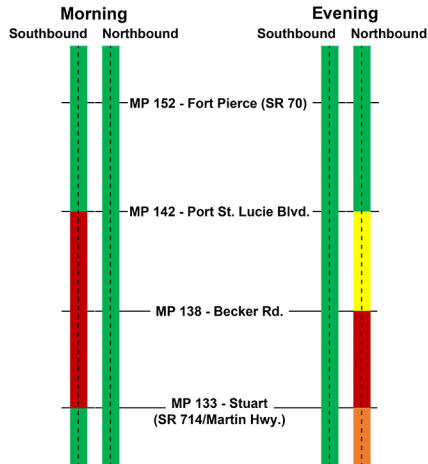 Morning
Evening
Southbound Northbound
Southbound Northbound
MP 152 - Fort Pierce (SR 70)
MP 142 - Port St. Lucie Blvd.
MP 138 - Becker Rd.
MP 133 - Stuart
(SR 714/Martin Hwy.)